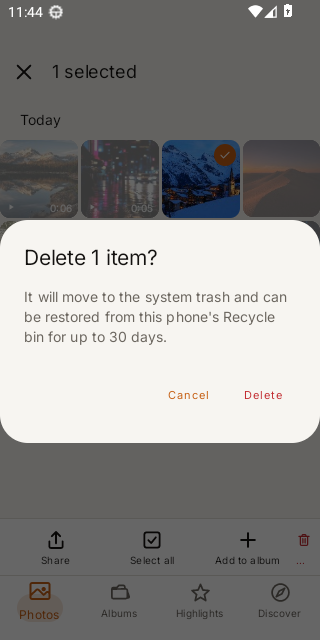 11:44
1 selected
Today
0:06
0:05
Delete 1 item?
It will move to the system trash and can
be restored from this phone's Recycle
bin for up to 30 days.
Cancel
Delete
Share
Select all
Add to album
...
Photos
Albums
Highlights
Discover